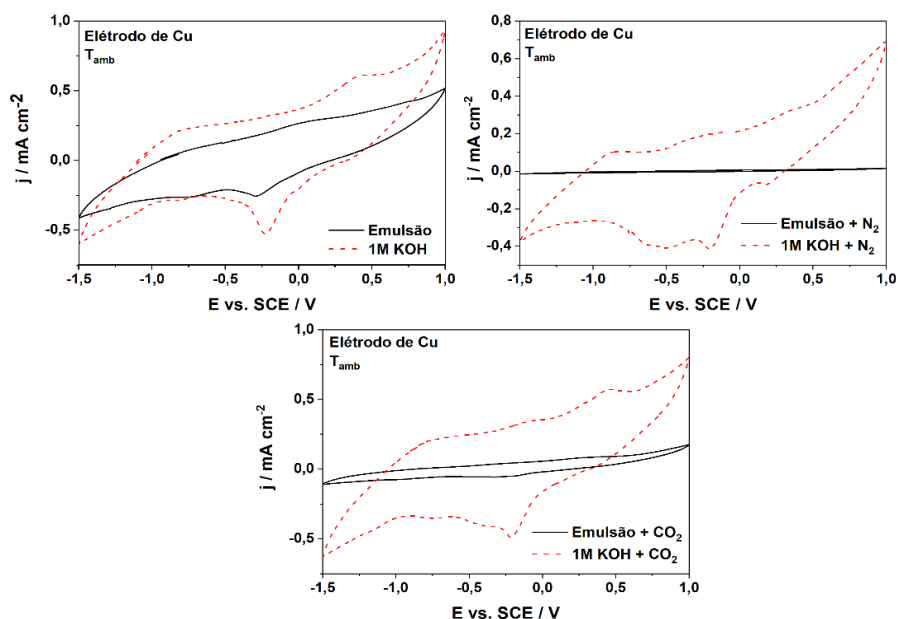 Elétrodo de Cu
T_amb
1,0
0,5
0,0
-0,5
j / mA cm⁻²
-1,5 -1,0 -0,5 0,0 0,5 1,0
E vs. SCE / V
Emulsão
1M KOH
Elétrodo de Cu
T_amb
0,8
0,6
0,4
0,2
0,0
-0,2
-0,4
j / mA cm⁻²
-1,5 -1,0 -0,5 0,0 0,5 1,0
E vs. SCE / V
Emulsão + N₂
1M KOH + N₂
Elétrodo de Cu
T_amb
1,0
0,5
0,0
-0,5
j / mA cm⁻²
-1,5 -1,0 -0,5 0,0 0,5 1,0
E vs. SCE / V
Emulsão + CO₂
1M KOH + CO₂